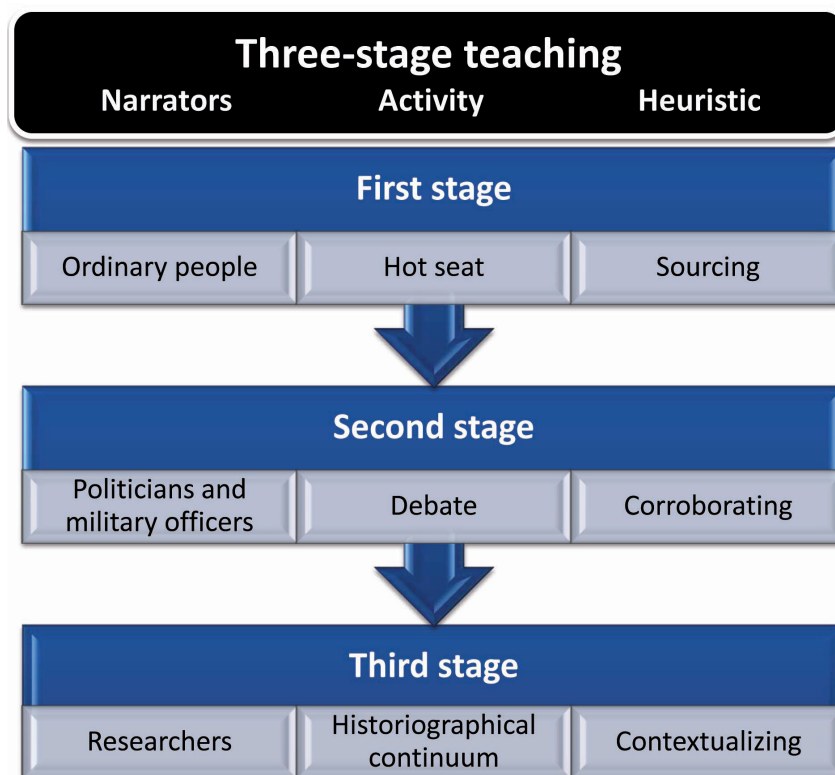 Three-stage teaching
Narrators Activity Heuristic
First stage
Ordinary people Hot seat Sourcing
Second stage
Politicians and
military officers
Debate
Corroborating
Third stage
Researchers
Historiographical
continuum
Contextualizing